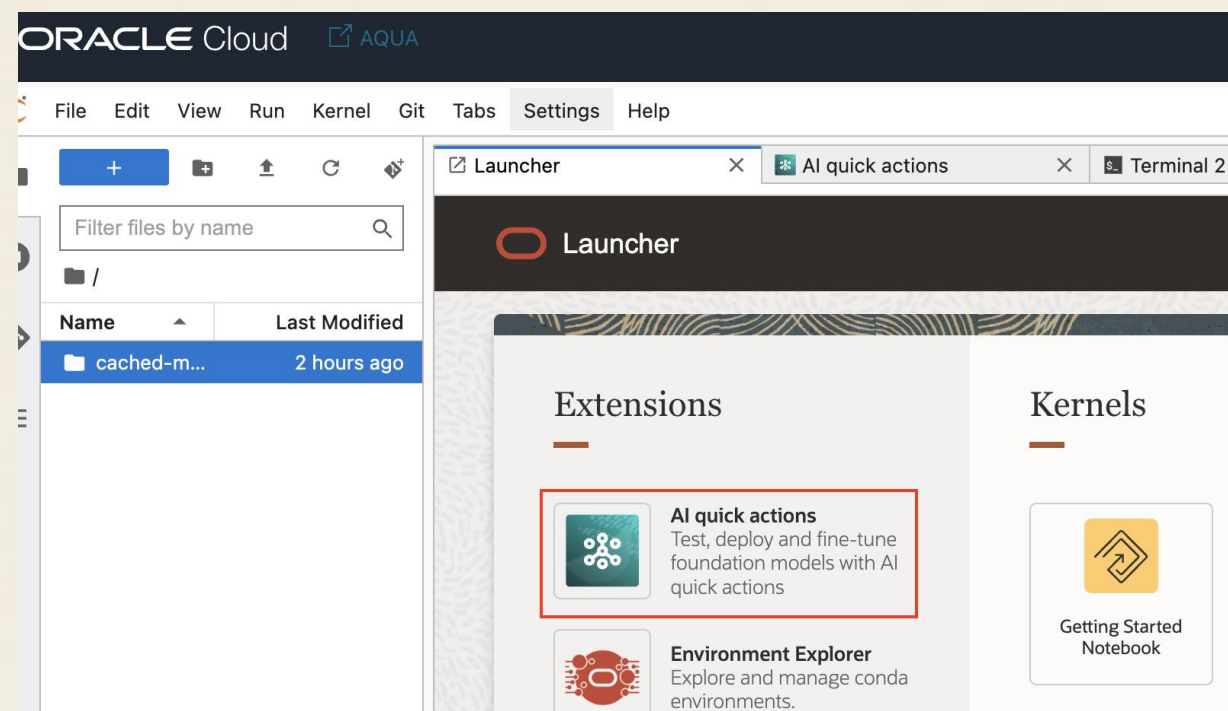 ORACLE Cloud AQUA
File Edit View Run Kernel Git Tabs Settings Help
Launcher
AI quick actions
Terminal 2
Filter files by name
/
Name
Last Modified
cached-m...
2 hours ago
Launcher
Extensions
AI quick actions
Test, deploy and fine-tune
foundation models with AI
quick actions
Environment Explorer
Explore and manage conda
environments.
Kernels
Getting Started
Notebook